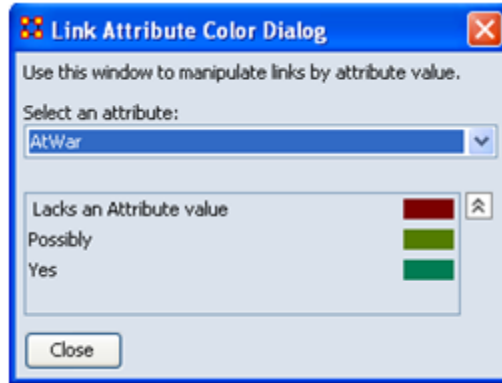 Link Attribute Color Dialog
Use this window to manipulate links by attribute value.
Select an attribute:
AtWar
Lacks an Attribute value
Possibly
Yes
Close